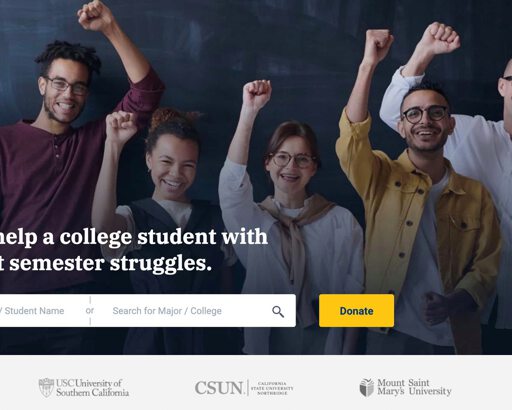 help a college student with
t semester struggles.
/ Student Name or Search for Major / College
Donate
USC University of
Southern California
CSUN. CALIFORNIA
STATE UNIVERSITY
NORTHRIDGE
Mount Saint
Mary's University